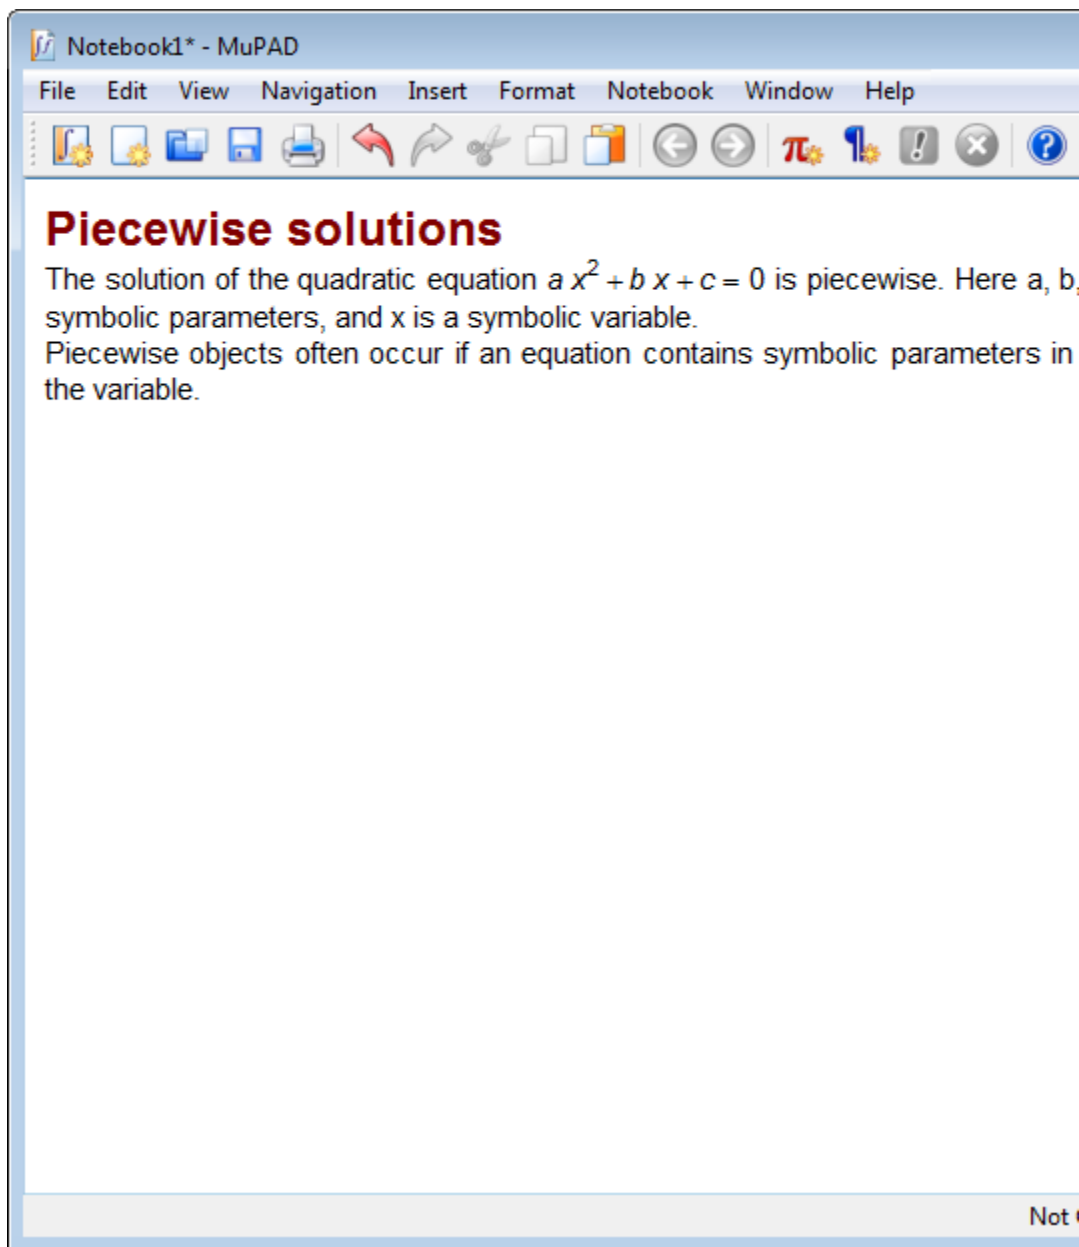 Notebook1* - MuPAD
File Edit View Navigation Insert Format Notebook Window Help
Piecewise solutions
The solution of the quadratic equation a x² + b x + c = 0 is piecewise. Here a, b,
symbolic parameters, and x is a symbolic variable.
Piecewise objects often occur if an equation contains symbolic parameters in
the variable.
Not